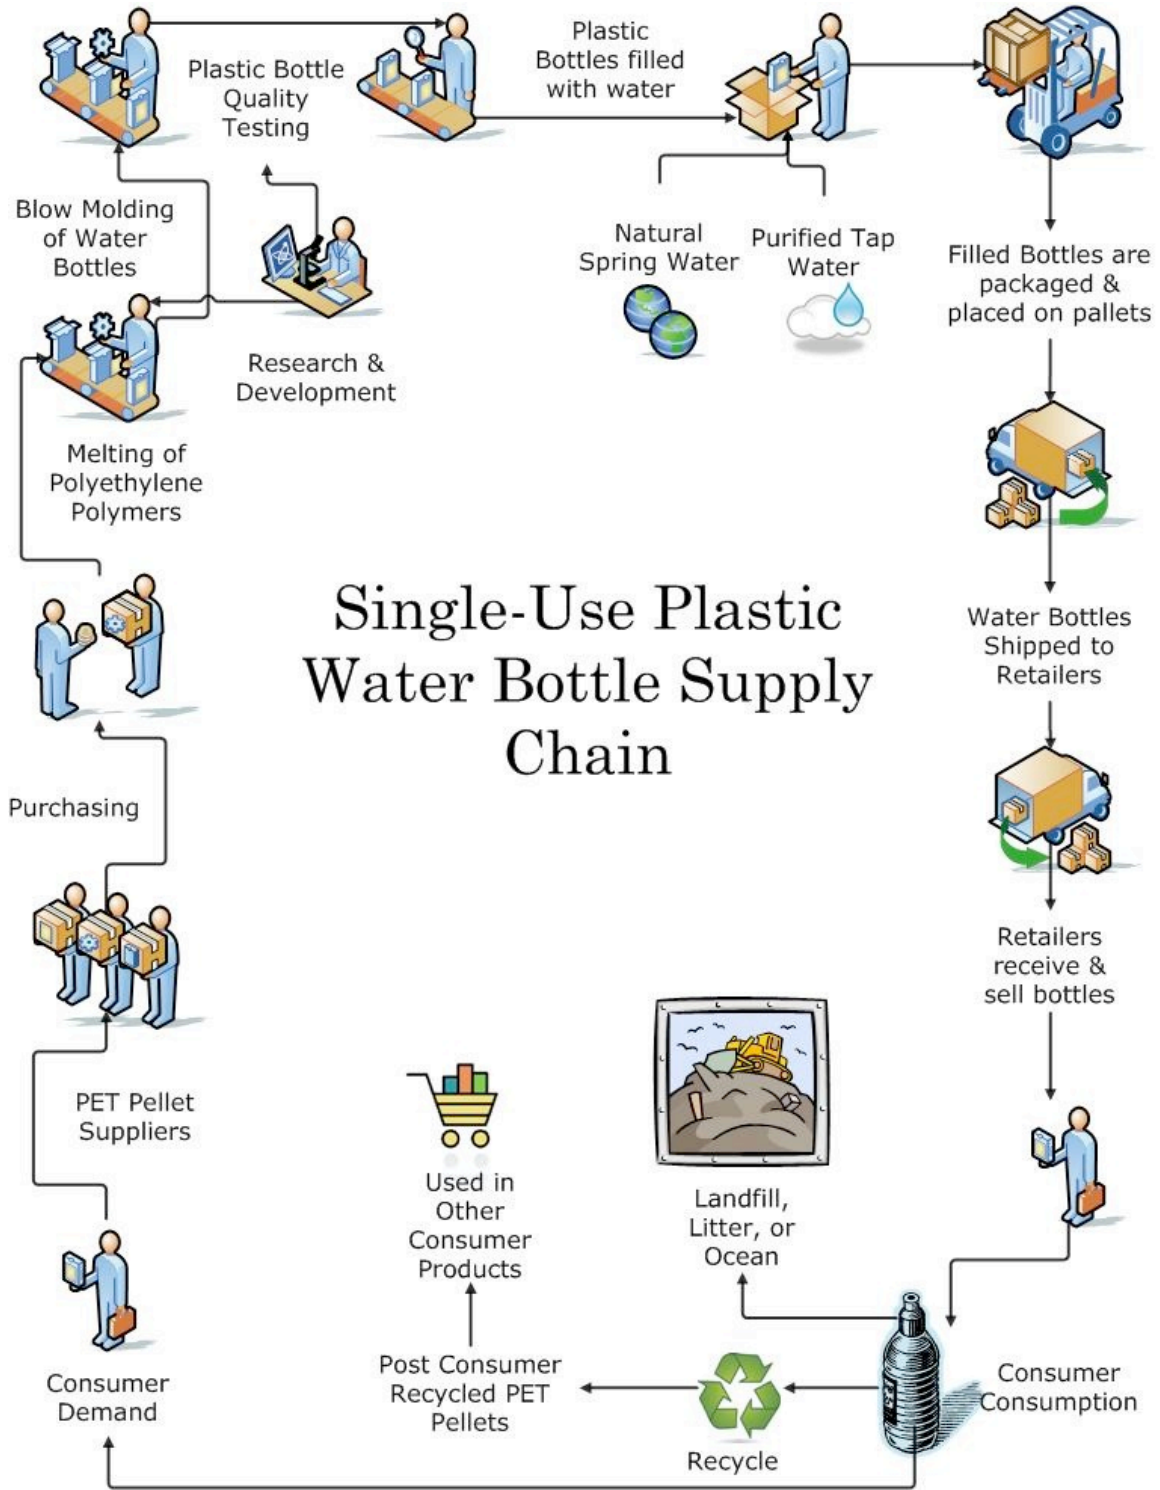 Plastic Bottle
Quality
Testing
Plastic
Bottles filled
with water
Blow Molding
of Water
Bottles
Natural
Spring Water
Purified Tap
Water
Filled Bottles are
packaged &
placed on pallets
Research &
Development
Melting of
Polyethylene
Polymers
Single-Use Plastic
Water Bottle Supply
Chain
Water Bottles
Shipped to
Retailers
Purchasing
Retailers
receive &
sell bottles
PET Pellet
Suppliers
Used in
Other
Consumer
Products
Landfill,
Litter, or
Ocean
Consumer
Demand
Post Consumer
Recycled PET
Pellets
Recycle
Consumer
Consumption